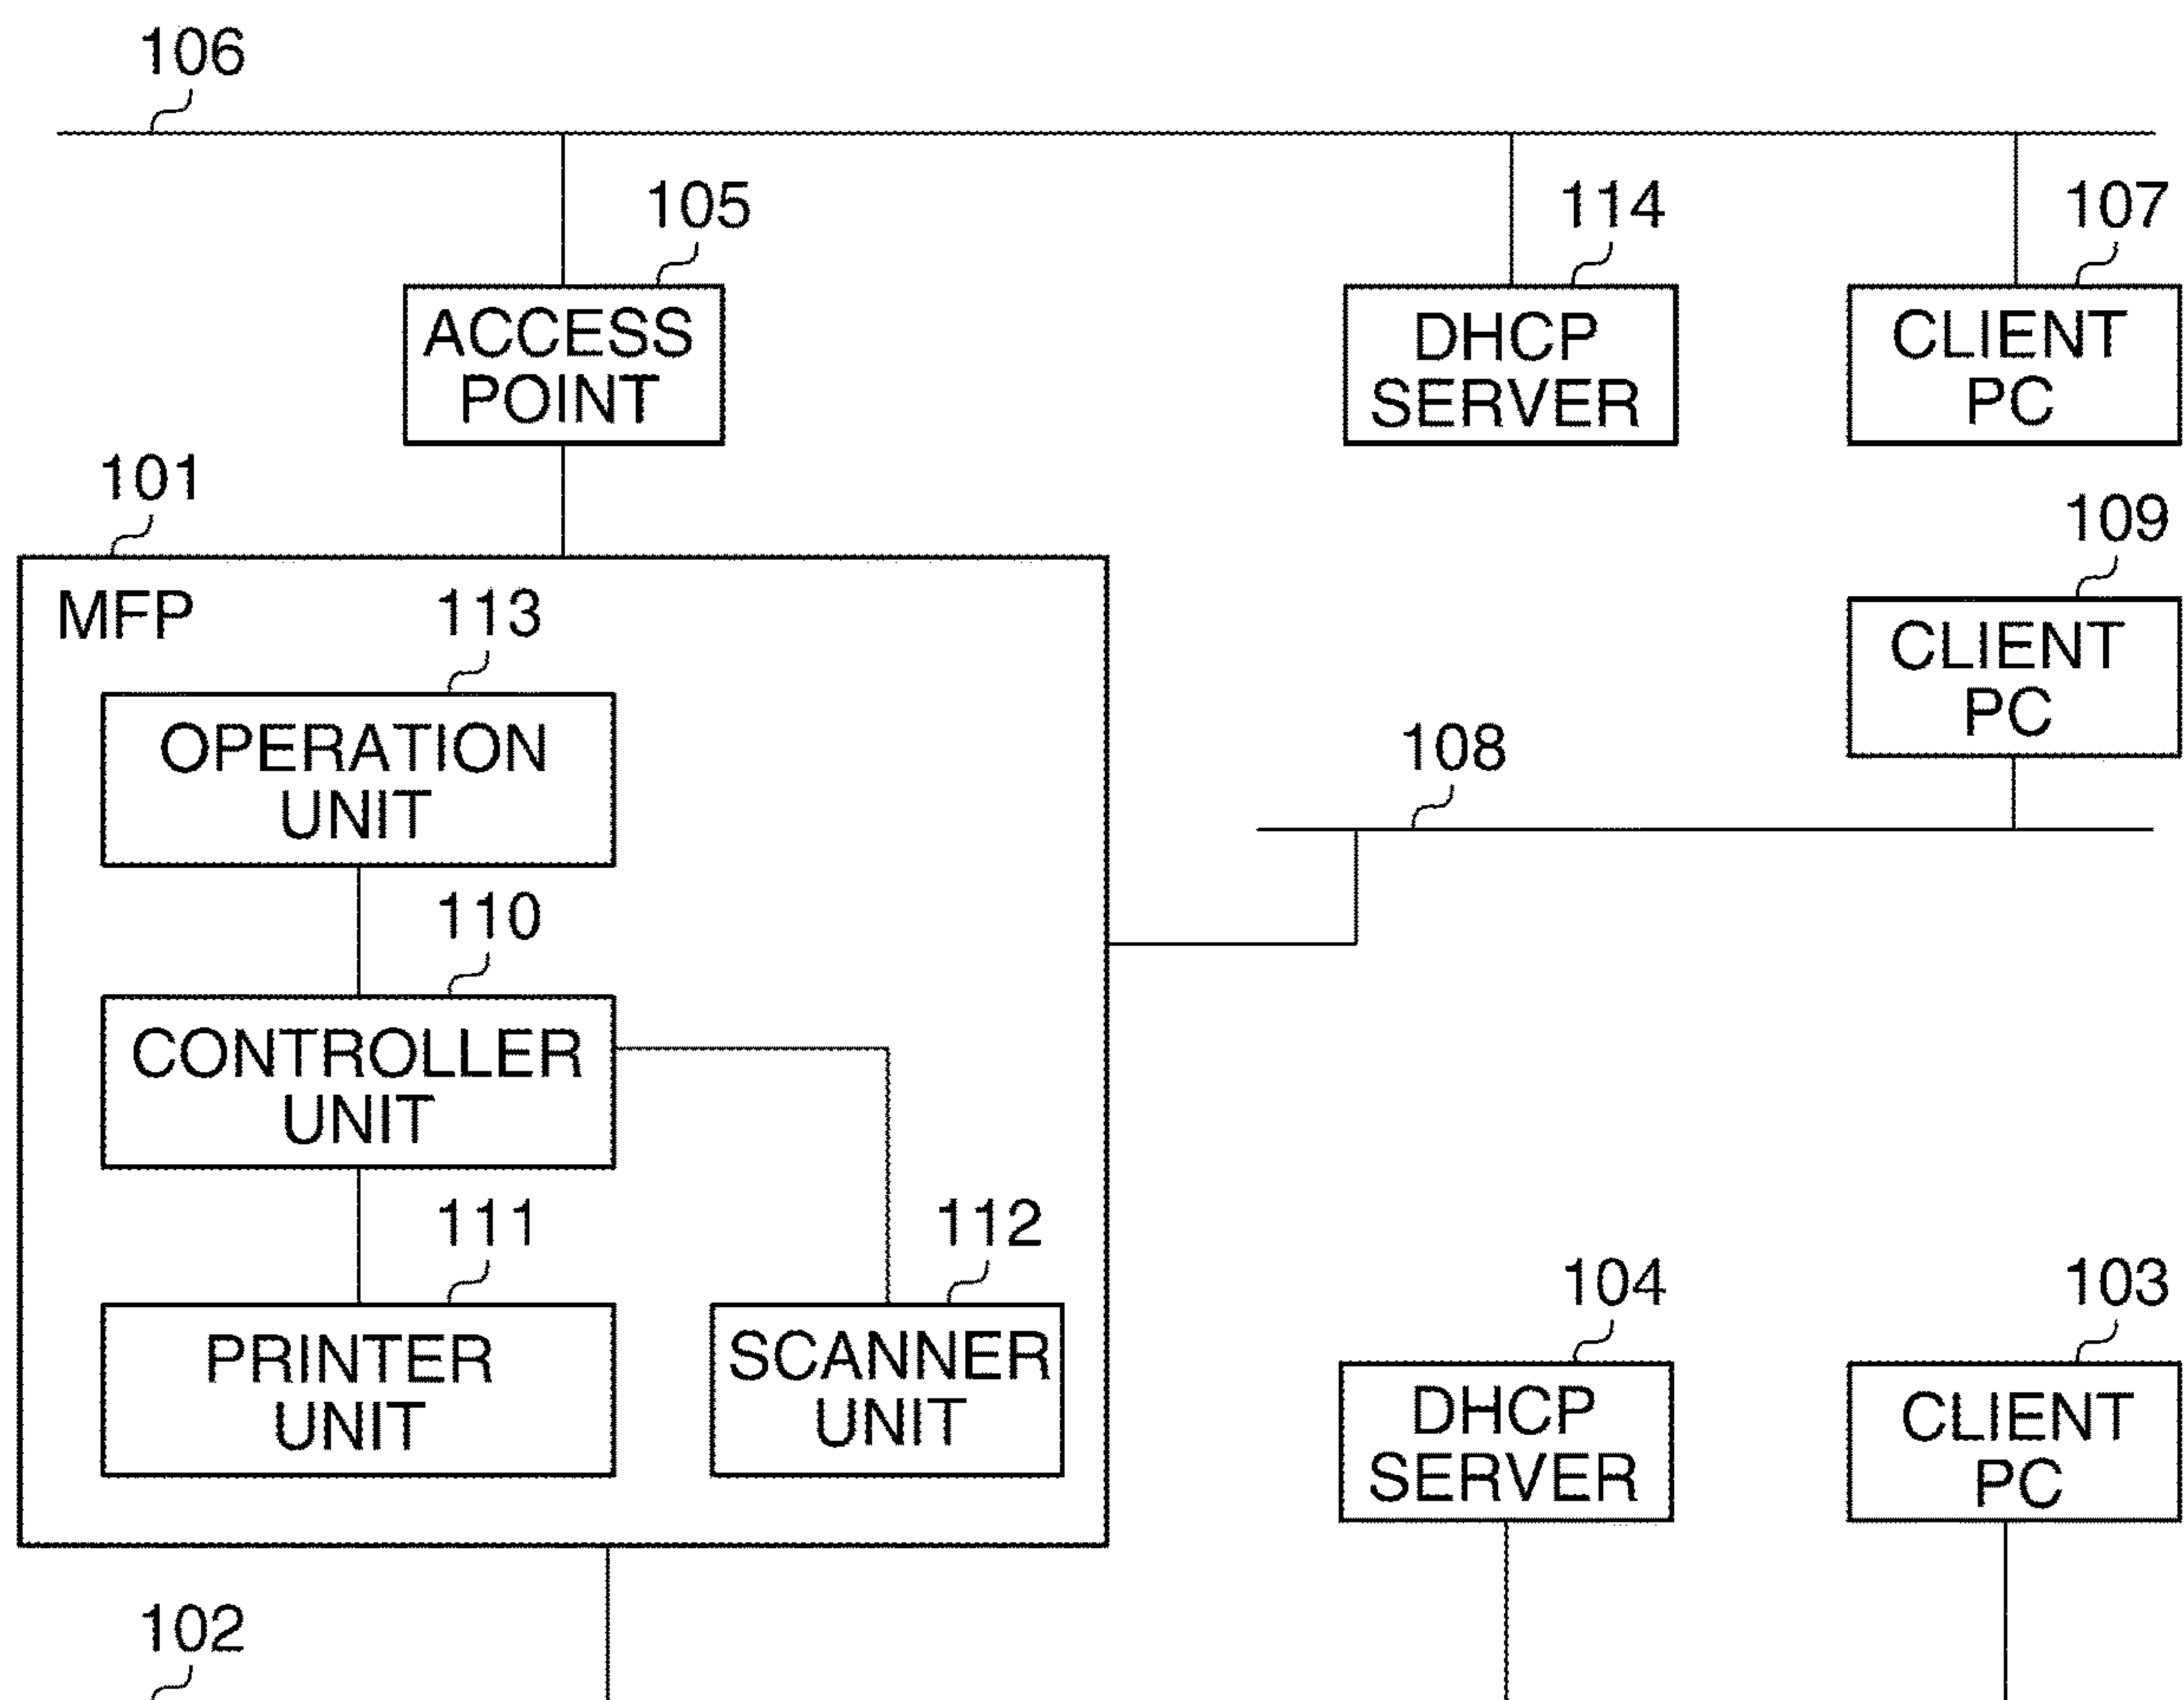 106
105
114
107
ACCESS
POINT
DHCP
SERVER
CLIENT
PC
101
109
MFP
113
CLIENT
PC
OPERATION
UNIT
108
110
CONTROLLER
UNIT
111
112
104
103
PRINTER
UNIT
SCANNER
UNIT
DHCP
SERVER
CLIENT
PC
102